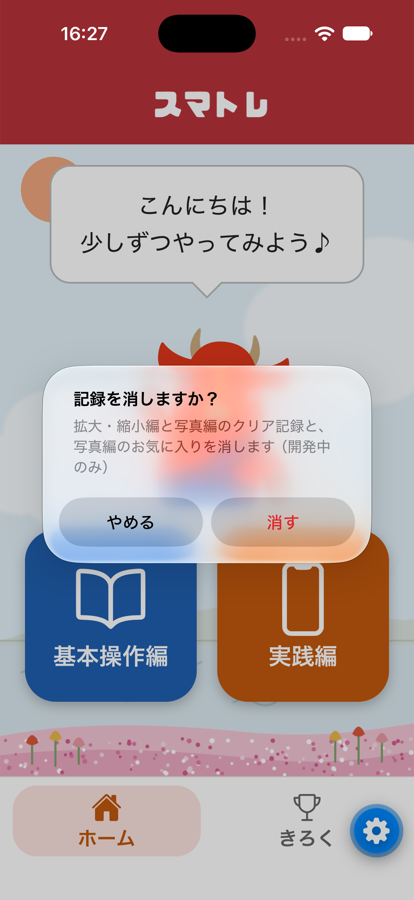 16:27
スマトレ
こんにちは！
少しずつやってみよう♪
記録を消しますか？
拡大・縮小編と写真編のクリア記録と、
写真編のお気に入りを消します（開発中
のみ）
やめる
消す
基本操作編
実践編
ホーム
きろく